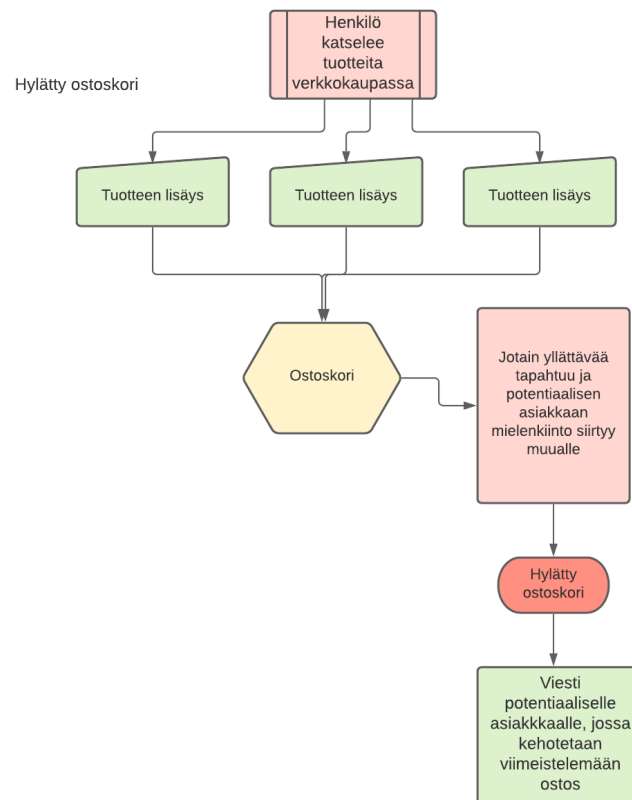 Henkilö
katselee
tuotteita
verkkokaupassa
Hylätty ostoskori
Tuotteen lisäys
Tuotteen lisäys
Tuotteen lisäys
Ostoskori
Jotain yllättävää
tapahtuu ja
potentiaalisen
asiakkaan
mielenkiinto siirtyy
muualle
Hylätty
ostoskori
Viesti
potentiaaliselle
asiakkkaalle, jossa
kehotetaan
viimeistelemään
ostos